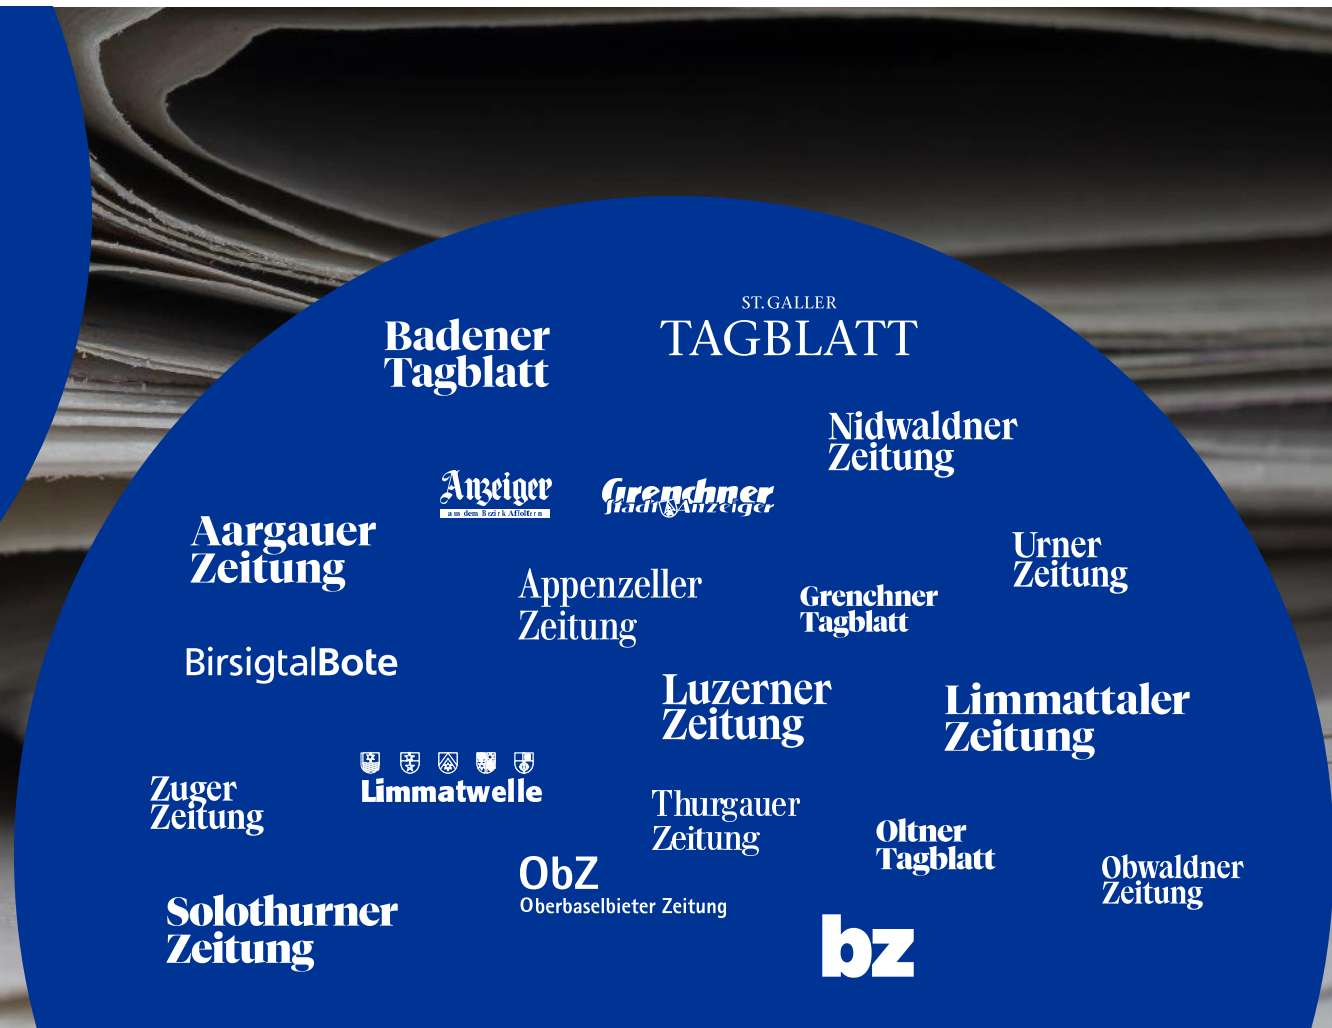 ST. GALLER
TAGBLATT
Badener
Tagblatt
Nidwaldner
Zeitung
Anzeiger
aus dem Bezirk Affoltern
Grenchner
Stadt Anzeiger
Aargauer
Zeitung
Urner
Zeitung
Appenzeller
Zeitung
Grenchner
Tagblatt
BirsigtalBote
Luzerner
Zeitung
Limmattaler
Zeitung
Limmatwelle
Zuger
Zeitung
Thurgauer
Zeitung
Oltner
Tagblatt
Obwaldner
Zeitung
ObZ
Oberbaselbieter Zeitung
Solothurner
Zeitung
bz